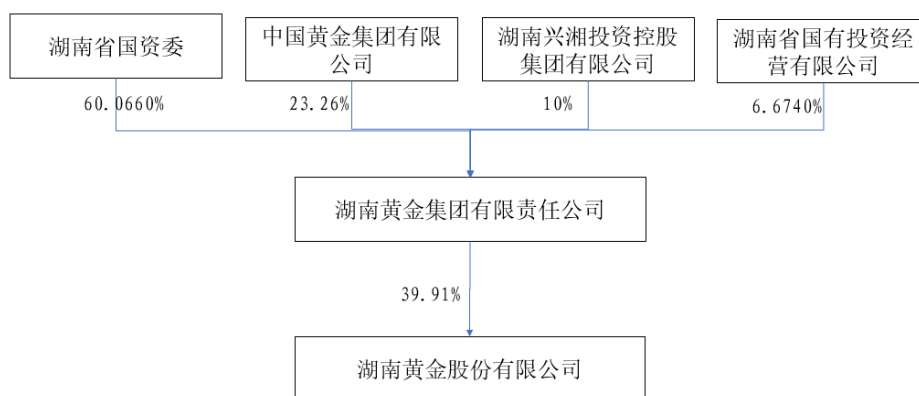 湖南省国资委
中国黄金集团有限
公司
湖南兴湘投资控股
集团有限公司
湖南省国有投资经
营有限公司
60.0660%
23.26%
10%
6.6740%
湖南黄金集团有限责任公司
39.91%
湖南黄金股份有限公司